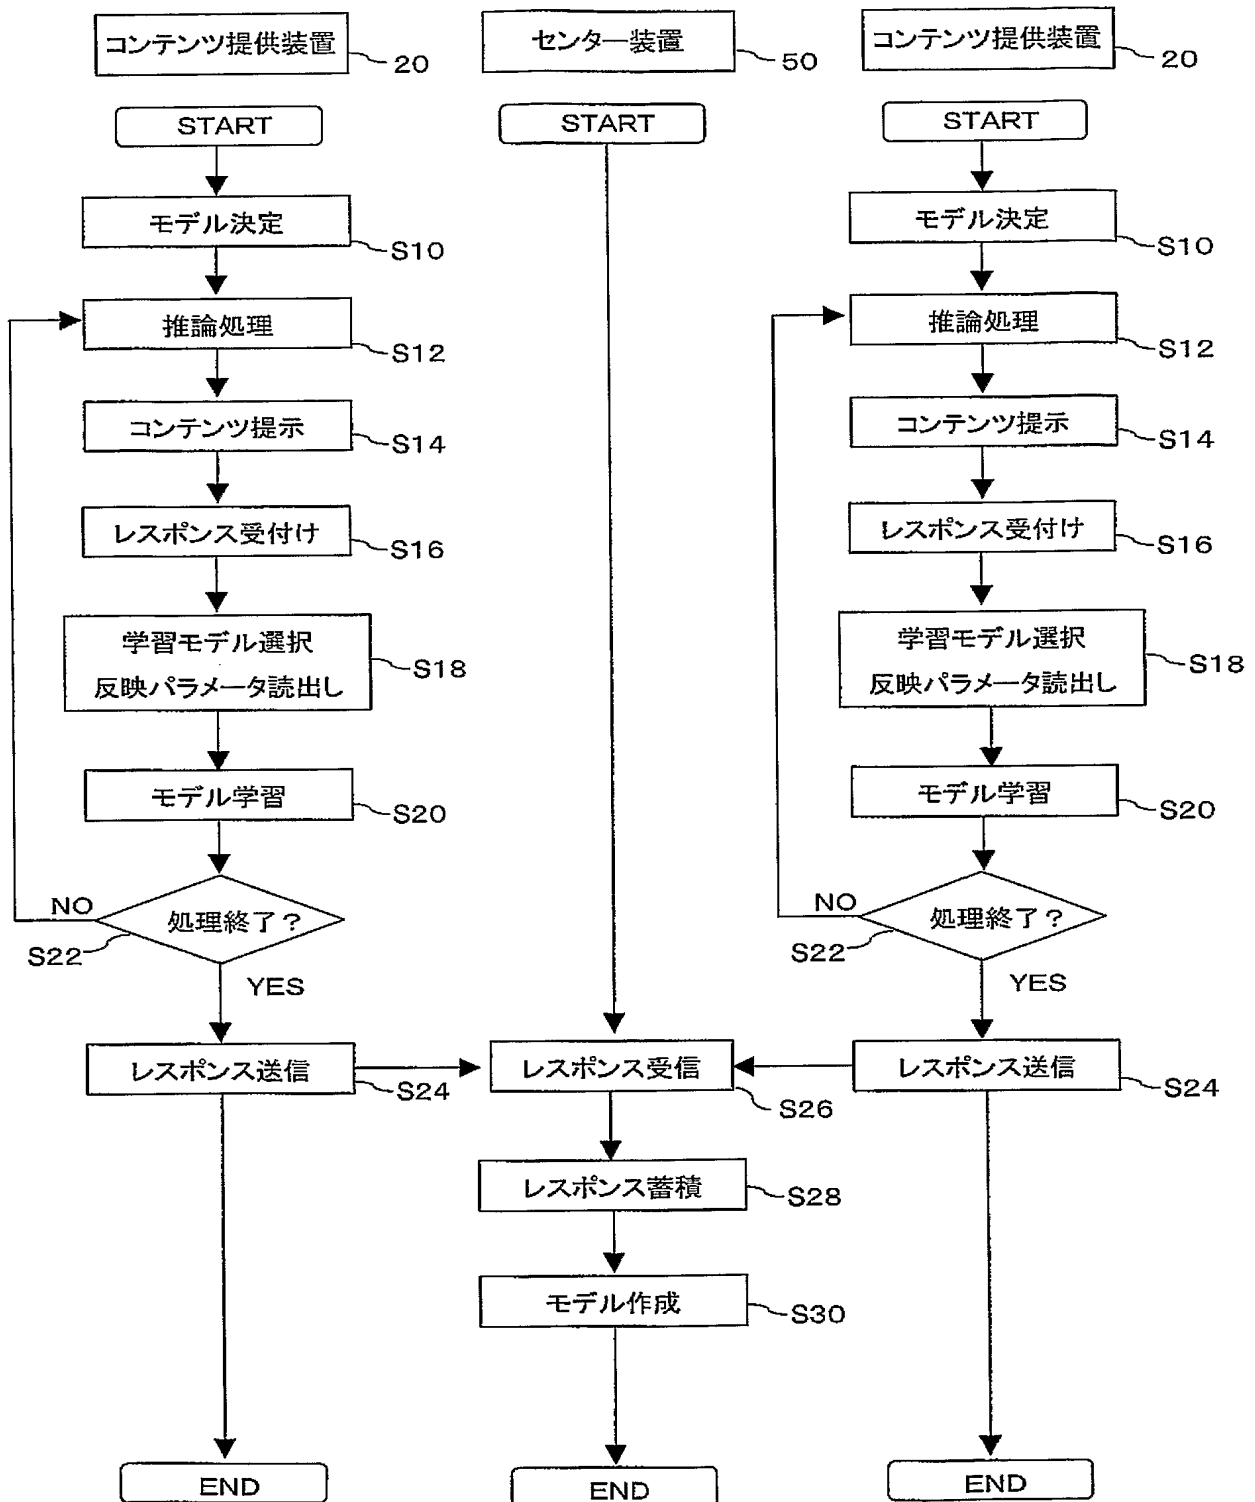 コンテンツ提供装置
20
START
モデル決定
S10
推論処理
S12
コンテンツ提示
S14
レスポンス受付け
S16
学習モデル選択
反映パラメータ読出し
S18
モデル学習
S20
処理終了？
NO
S22
YES
レスポンス送信
S24
END
センター装置
50
START
レスポンス受信
S26
レスポンス蓄積
S28
モデル作成
S30
END
コンテンツ提供装置
20
START
モデル決定
S10
推論処理
S12
コンテンツ提示
S14
レスポンス受付け
S16
学習モデル選択
反映パラメータ読出し
S18
モデル学習
S20
処理終了？
NO
S22
YES
レスポンス送信
S24
END